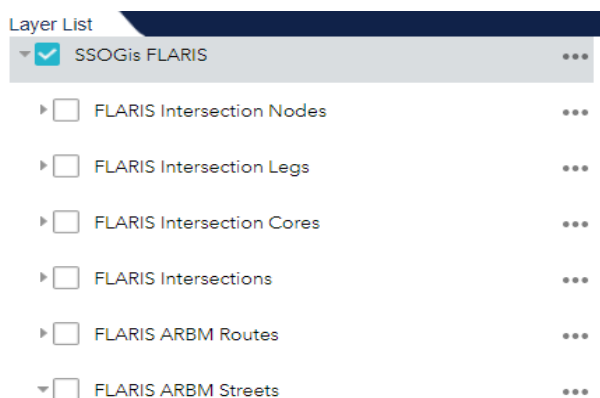 Layer List
SSOGis FLARIS
FLARIS Intersection Nodes
FLARIS Intersection Legs
FLARIS Intersection Cores
FLARIS Intersections
FLARIS ARBM Routes
FLARIS ARBM Streets